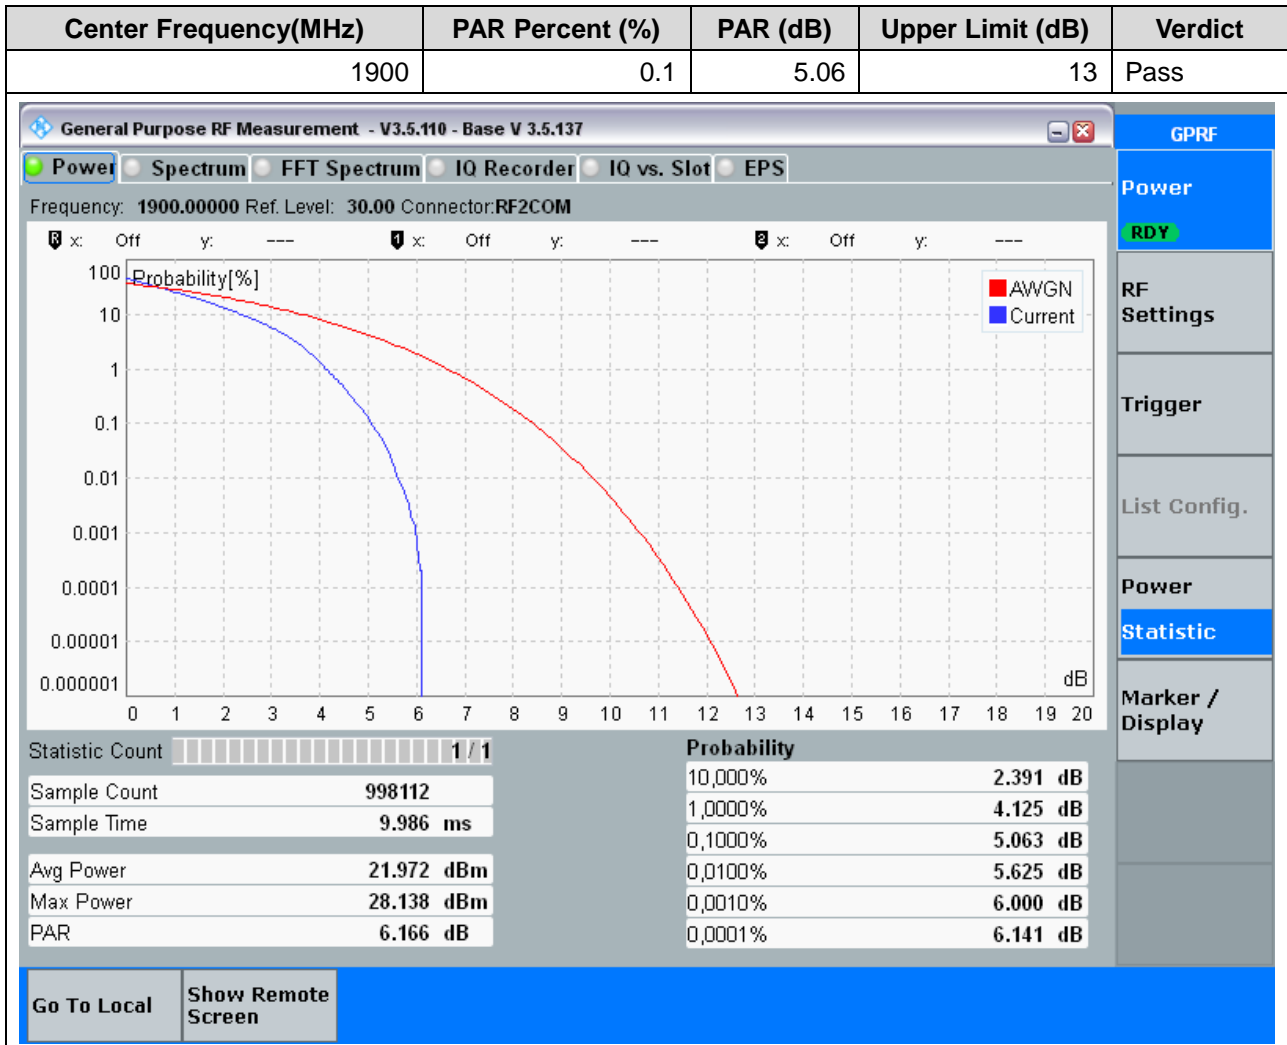 Center Frequency(MHz) PAR Percent (%) PAR (dB) Upper Limit (dB) Verdict
1900 0.1 5.06 13 Pass
General Purpose RF Measurement - V3.5.110 - Base V 3.5.137
GPRF
Power Spectrum FFT Spectrum IQ Recorder IQ vs. Slot EPS
Power
RDY
Frequency: 1900.00000 Ref. Level: 30.00 Connector:RF2COM
R x: Off y: --- 1 x: Off y: --- 2 x: Off y: ---
Probability[%]
100
10
1
0.1
0.01
0.001
0.0001
0.00001
0.000001
AWGN
Current
dB
0 1 2 3 4 5 6 7 8 9 10 11 12 13 14 15 16 17 18 19 20
RF
Settings
Trigger
List Config.
Power
Statistic
Marker /
Display
Statistic Count 1 / 1
Sample Count 998112
Sample Time 9.986 ms
Avg Power 21.972 dBm
Max Power 28.138 dBm
PAR 6.166 dB
Probability
10,000% 2.391 dB
1,0000% 4.125 dB
0,1000% 5.063 dB
0,0100% 5.625 dB
0,0010% 6.000 dB
0,0001% 6.141 dB
Go To Local
Show Remote
Screen